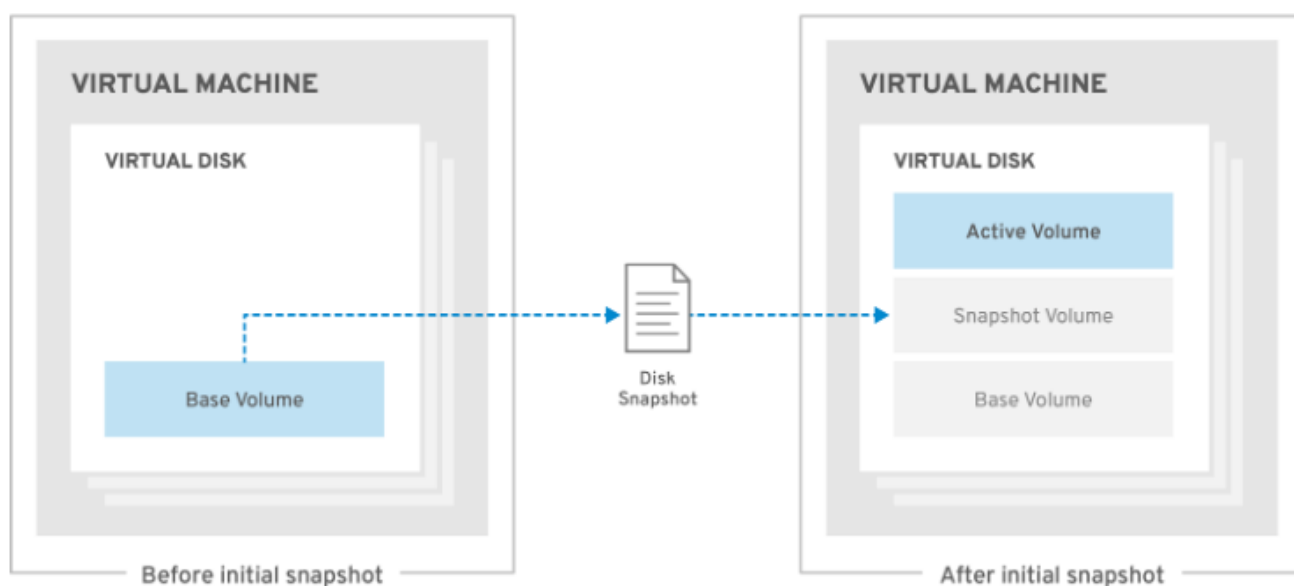 VIRTUAL MACHINE
VIRTUAL DISK
Base Volume
Before initial snapshot
Disk
Snapshot
VIRTUAL MACHINE
VIRTUAL DISK
Active Volume
Snapshot Volume
Base Volume
After initial snapshot